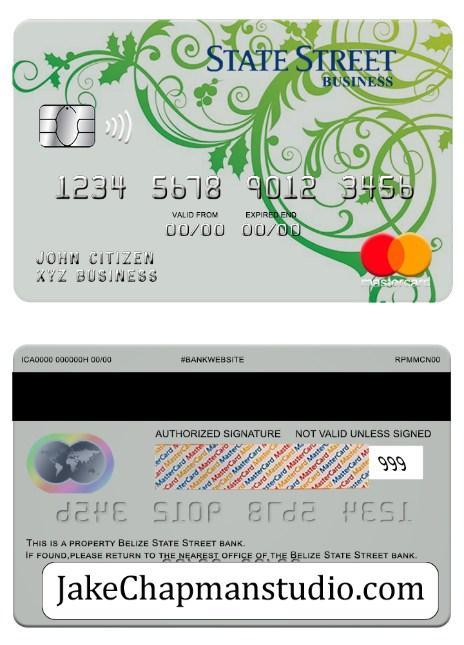 STATE STREET
BUSINESS
1234 5678 9012 3456
VALID FROM EXPIRED END
00/00 00/00
JOHN CITIZEN
XYZ BUSINESS
mastercard
ICA0000 000000H 00/00 #BANKWEBSITE RPMMCN00
AUTHORIZED SIGNATURE NOT VALID UNLESS SIGNED
MasterCard MasterCard MasterCard
999
1234 5678 9012 3456
THIS IS A PROPERTY BELIZE STATE STREET BANK.
IF FOUND,PLEASE RETURN TO THE NEAREST OFFICE OF THE BELIZE STATE STREET BANK.
JakeChapmanstudio.com